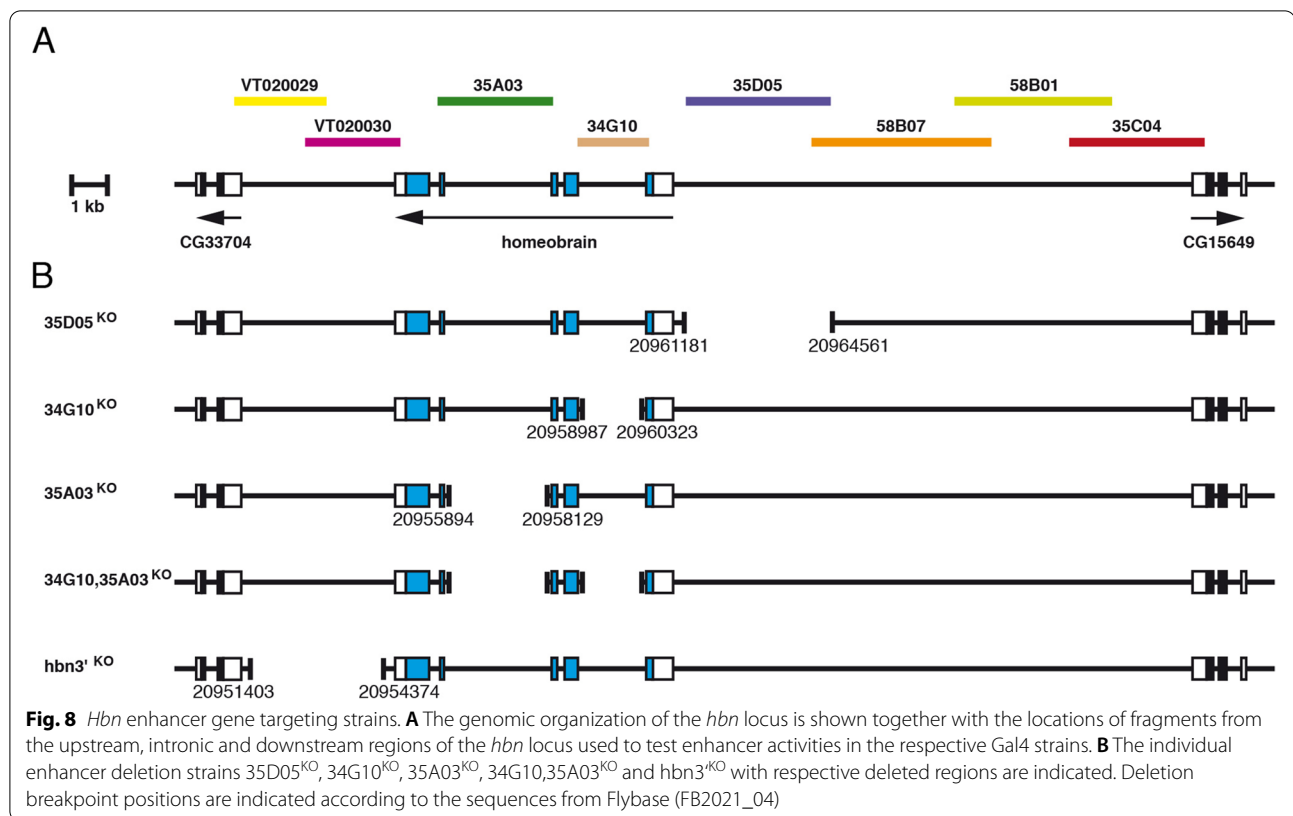 A
VT020029 35A03 35D05 58B01
VT020030 34G10 58B07 35C04
1 kb
CG33704 homeobrain CG15649
B
35D05 KO
20961181 20964561
34G10 KO
20958987 20960323
35A03 KO
20955894 20958129
34G10,35A03 KO
hbn3' KO
20951403 20954374
Fig. 8 Hbn enhancer gene targeting strains. A The genomic organization of the hbn locus is shown together with the locations of fragments from
the upstream, intronic and downstream regions of the hbn locus used to test enhancer activities in the respective Gal4 strains. B The individual
enhancer deletion strains 35D05KO, 34G10KO, 35A03KO, 34G10,35A03KO and hbn3‘KO with respective deleted regions are indicated. Deletion
breakpoint positions are indicated according to the sequences from Flybase (FB2021_04)